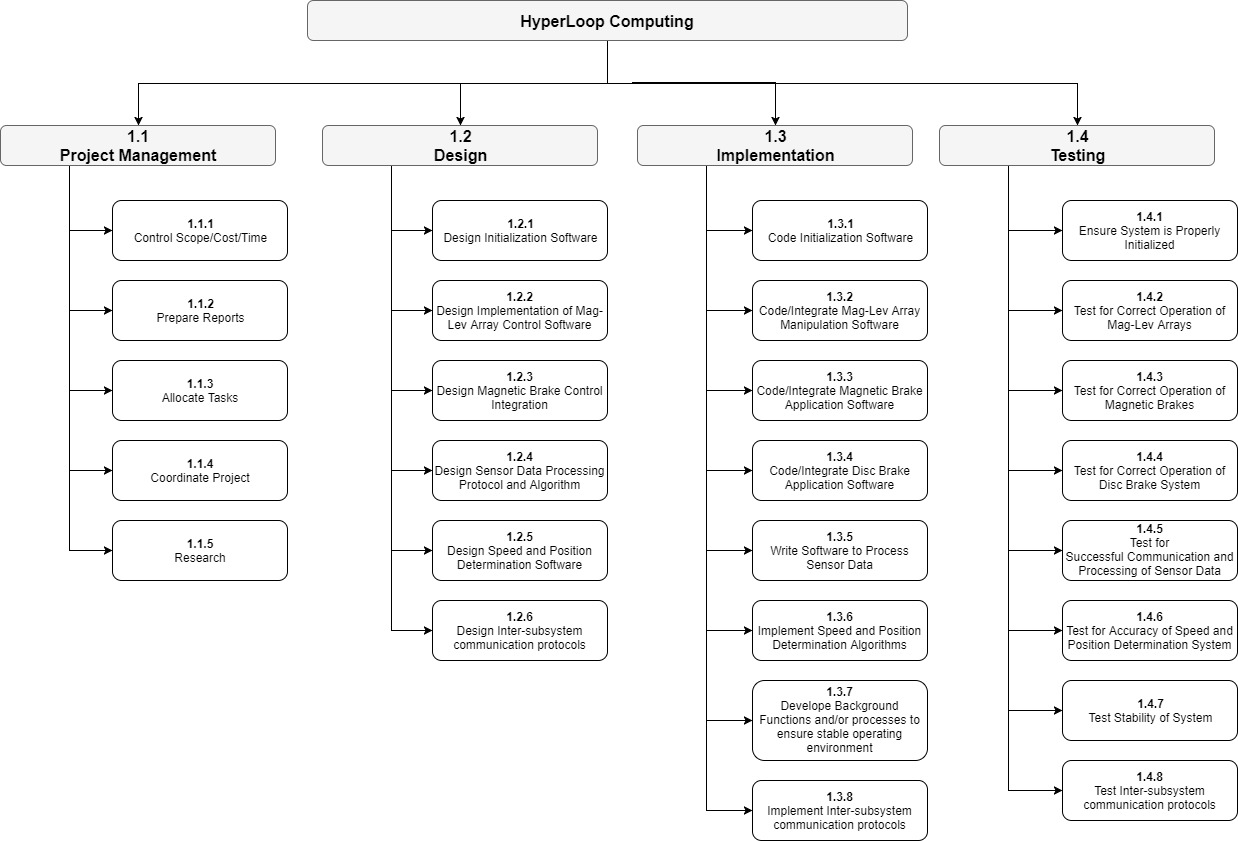 HyperLoop Computing
1.1
Project Management
1.2
Design
1.3
Implementation
1.4
Testing
1.1.1
Control Scope/Cost/Time
1.1.2
Prepare Reports
1.1.3
Allocate Tasks
1.1.4
Coordinate Project
1.1.5
Research
1.2.1
Design Initialization Software
1.2.2
Design Implementation of Mag-
Lev Array Control Software
1.2.3
Design Magnetic Brake Control
Integration
1.2.4
Design Sensor Data Processing
Protocol and Algorithm
1.2.5
Design Speed and Position
Determination Software
1.2.6
Design Inter-subsystem
communication protocols
1.3.1
Code Initialization Software
1.3.2
Code/Integrate Mag-Lev Array
Manipulation Software
1.3.3
Code/Integrate Magnetic Brake
Application Software
1.3.4
Code/Integrate Disc Brake
Application Software
1.3.5
Write Software to Process
Sensor Data
1.3.6
Implement Speed and Position
Determination Algorithms
1.3.7
Develope Background
Functions and/or processes to
ensure stable operating
environment
1.3.8
Implement Inter-subsystem
communication protocols
1.4.1
Ensure System is Properly
Initialized
1.4.2
Test for Correct Operation of
Mag-Lev Arrays
1.4.3
Test for Correct Operation of
Magnetic Brakes
1.4.4
Test for Correct Operation of
Disc Brake System
1.4.5
Test for
Successful Communication and
Processing of Sensor Data
1.4.6
Test for Accuracy of Speed and
Position Determination System
1.4.7
Test Stability of System
1.4.8
Test Inter-subsystem
communication protocols